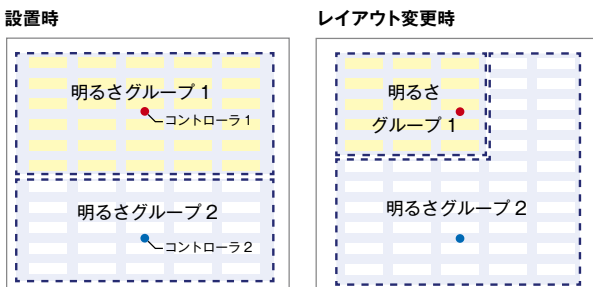 設置時
明るさグループ 1
コントローラ 1
明るさグループ 2
コントローラ 2
レイアウト変更時
明るさ
グループ 1
明るさグループ 2